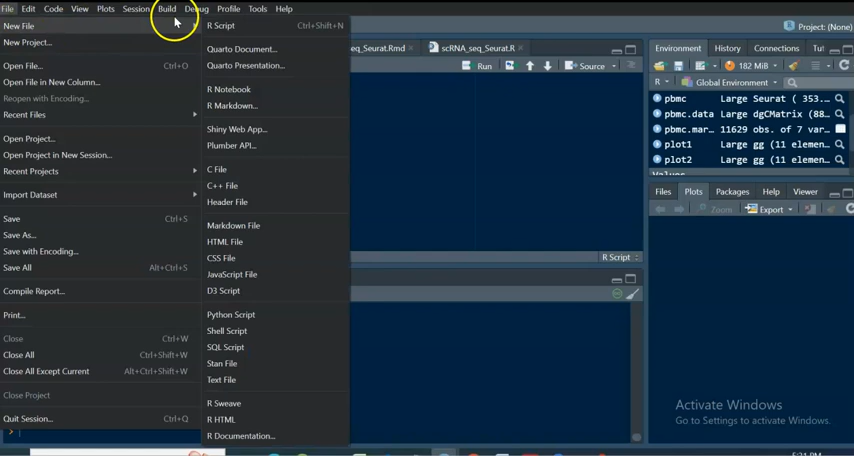 File Edit Code View Plots Session Build Debug Profile Tools Help
New File
New Project...
Open File... Ctrl+O
Open File in New Column...
Reopen with Encoding...
Recent Files
Open Project...
Open Project in New Session...
Recent Projects
Import Dataset
Save Ctrl+S
Save As...
Save with Encoding...
Save All Alt+Ctrl+S
Compile Report...
Print...
Close Ctrl+W
Close All Ctrl+Shift+W
Close All Except Current Alt+Ctrl+Shift+W
Close Project
Quit Session... Ctrl+Q
>
R Script Ctrl+Shift+N
Quarto Document...
Quarto Presentation...
R Notebook
R Markdown...
Shiny Web App...
Plumber API...
C File
C++ File
Header File
Markdown File
HTML File
CSS File
JavaScript File
D3 Script
Python Script
Shell Script
SQL Script
Stan File
Text File
R Sweave
R HTML
R Documentation...
eq_Seurat.Rmd scRNA_seq_Seurat.R
Run Source
R Script
Project: (None)
Environment History Connections Tut
182 MiB
R Global Environment
pbmc Large Seurat ( 353...
pbmc.data Large dgCMatrix (88...
pbmc.mar... 11629 obs. of 7 var...
plot1 Large gg (11 elemen...
plot2 Large gg (11 elemen...
Values
Files Plots Packages Help Viewer
Zoom Export
Activate Windows
Go to Settings to activate Windows.